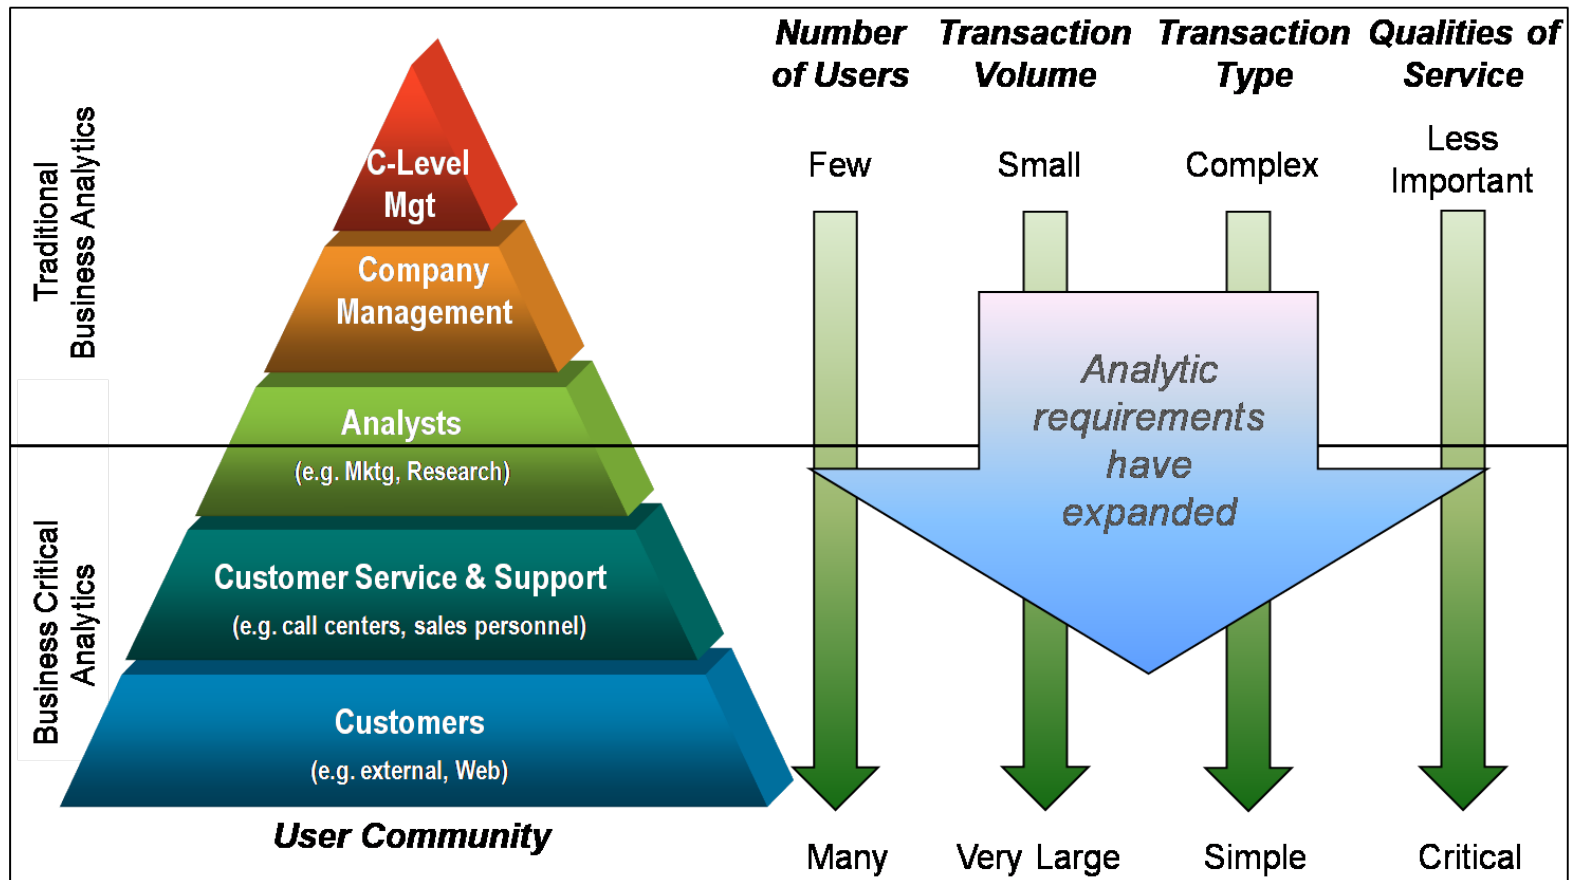 Number
of Users
Transaction
Volume
Transaction
Type
Qualities of
Service
Few
Small
Complex
Less
Important
Traditional
Business Analytics
C-Level
Mgt
Company
Management
Analysts
(e.g. Mktg, Research)
Analytic
requirements
have
expanded
Business Critical
Analytics
Customer Service & Support
(e.g. call centers, sales personnel)
Customers
(e.g. external, Web)
User Community
Many
Very Large
Simple
Critical